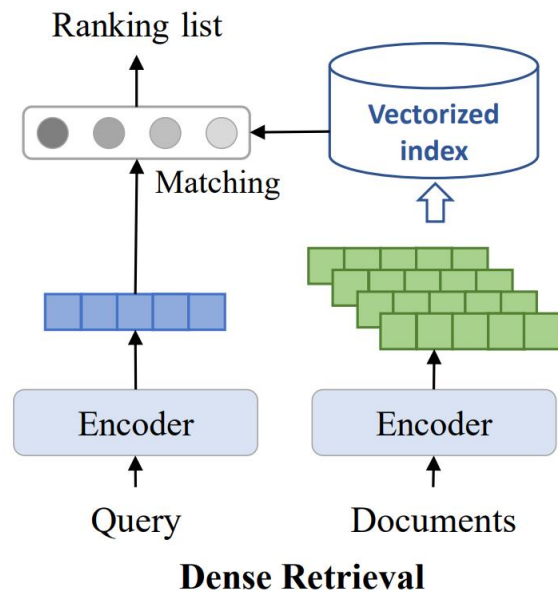 Ranking list
Vectorized
index
Matching
Encoder
Encoder
Query
Documents
Dense Retrieval